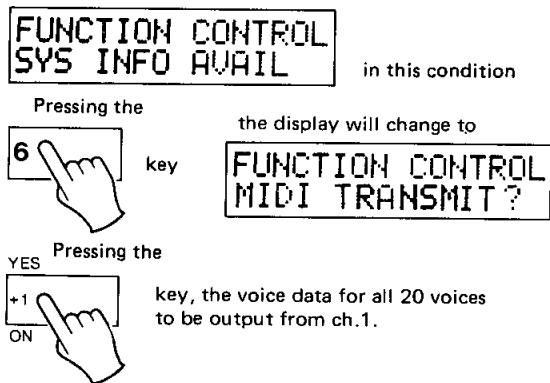 FUNCTION CONTROL
SYS INFO AVAIL
in this condition
Pressing the
6
key
the display will change to
FUNCTION CONTROL
MIDI TRANSMIT?
Pressing the
YES
+1
ON
key, the voice data for all 20 voices
to be output from ch.1.